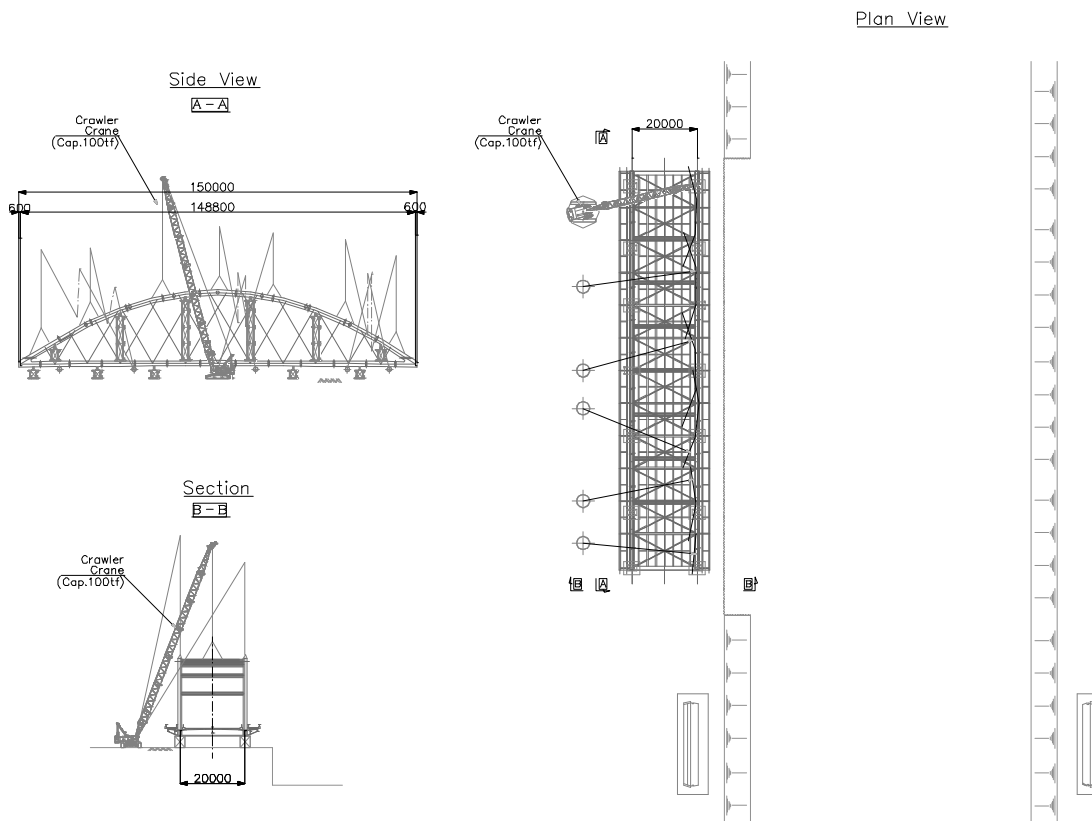 Plan View
Side View
A-A
Crawler
Crane
(Cap.100tf)
150000
600
148800
600
Crawler
Crane
(Cap.100tf)
A
20000
B
A
B
Section
B-B
Crawler
Crane
(Cap.100tf)
20000